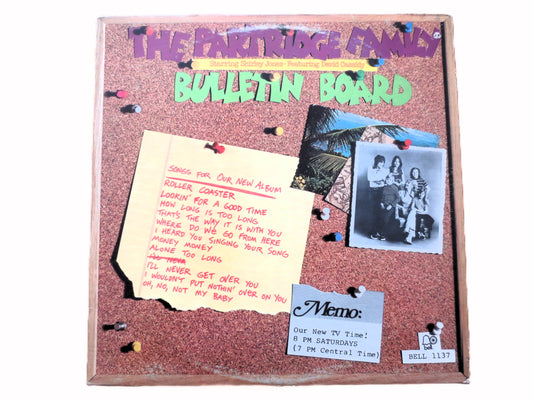 THE PARTRIDGE FAMILY
Starring Shirley Jones · Featuring David Cassidy
BULLETIN BOARD
SONGS FOR OUR NEW ALBUM
ROLLER COASTER
LOOKIN' FOR A GOOD TIME
HOW LONG IS TOO LONG
THAT'S THE WAY IT IS WITH YOU
WHERE DO WE GO FROM HERE
I HEARD YOU SINGING YOUR SONG
MONEY MONEY
ALONE TOO LONG
I'LL NEVER GET OVER YOU
I WOULDN'T PUT NOTHIN' OVER ON YOU
OH, NO, NOT MY BABY
Memo:
Our New TV Time!
8 PM SATURDAYS
(7 PM Central Time)
bell
BELL 1137